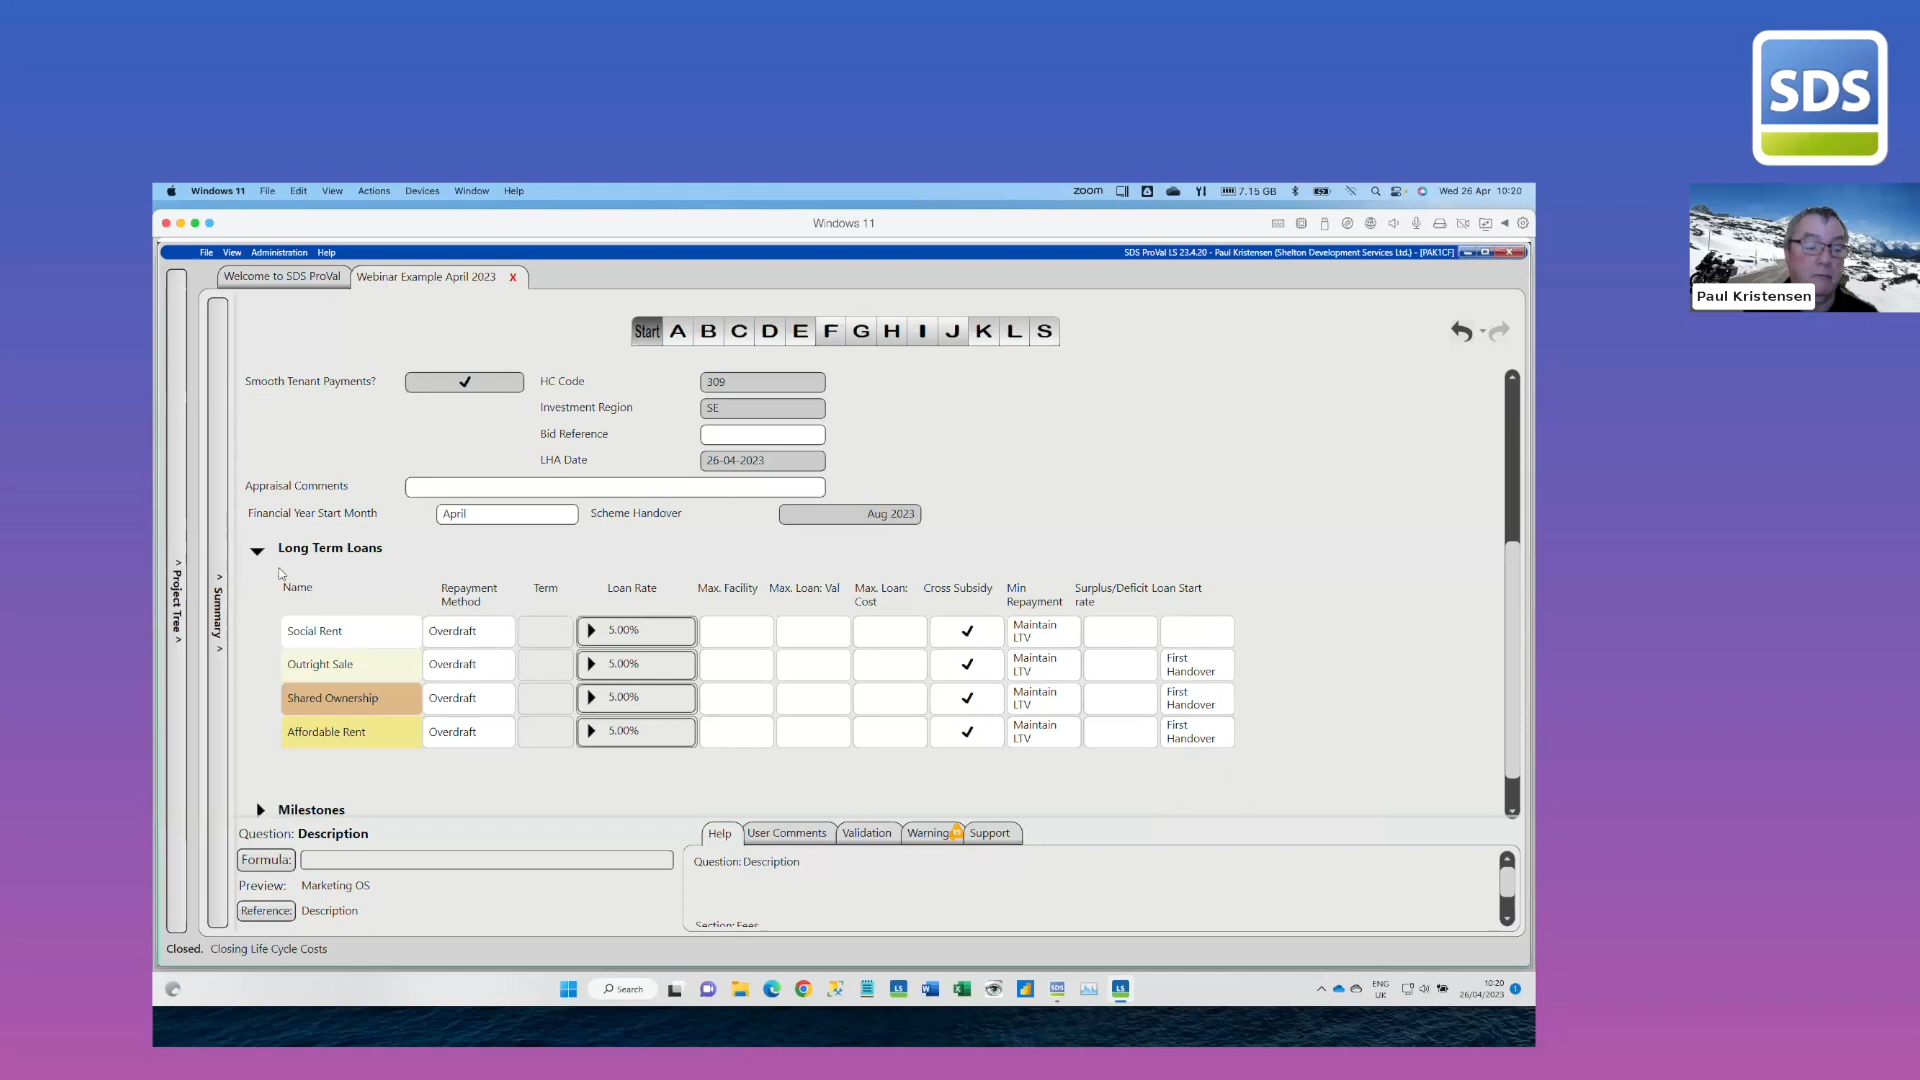 SDS
Windows 11 File Edit View Actions Devices Window Help
zoom 7.15 GB Wed 26 Apr 10:20
Windows 11
File View Administration Help
SDS ProVal LS 23.4.20 - Paul Kristensen (Shelton Development Services Ltd.) - [PAK1CF]
Welcome to SDS ProVal
Webinar Example April 2023 X
Start A B C D E F G H I J K L S
Paul Kristensen
Smooth Tenant Payments? HC Code 309
Investment Region SE
Bid Reference
LHA Date 26-04-2023
Appraisal Comments
Financial Year Start Month April Scheme Handover Aug 2023
Long Term Loans
Name Repayment Method Term Loan Rate Max. Facility Max. Loan: Val Max. Loan: Cost Cross Subsidy Min Repayment Surplus/Deficit rate Loan Start
Social Rent Overdraft 5.00% Maintain LTV
Outright Sale Overdraft 5.00% Maintain LTV First Handover
Shared Ownership Overdraft 5.00% Maintain LTV First Handover
Affordable Rent Overdraft 5.00% Maintain LTV First Handover
Milestones
^ Project Tree ^
^ Summary ^
Question: Description
Formula:
Preview: Marketing OS
Reference: Description
Help User Comments Validation Warning 15 Support
Question: Description
Section: Fees
Closed. Closing Life Cycle Costs
Search
LS
SDS
LS
ENG
UK
10:20
26/04/2023
1